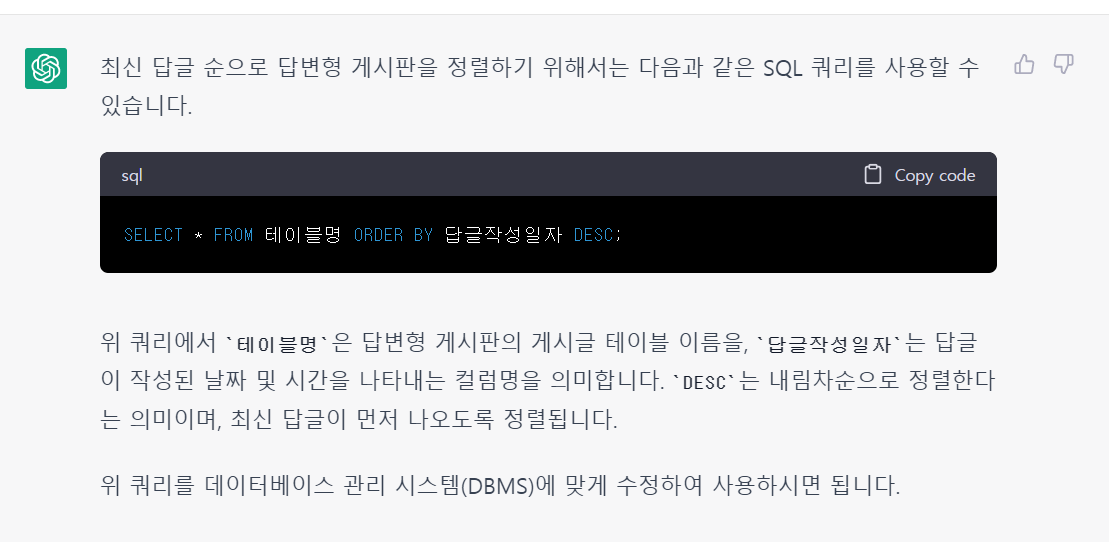 최신 답글 순으로 답변형 게시판을 정렬하기 위해서는 다음과 같은 SQL 쿼리를 사용할 수
있습니다.
sql Copy code
SELECT * FROM 테이블명 ORDER BY 답글작성일자 DESC;
위 쿼리에서 `테이블명`은 답변형 게시판의 게시글 테이블 이름을, `답글작성일자`는 답글
이 작성된 날짜 및 시간을 나타내는 컬럼명을 의미합니다. `DESC`는 내림차순으로 정렬한다
는 의미이며, 최신 답글이 먼저 나오도록 정렬됩니다.
위 쿼리를 데이터베이스 관리 시스템(DBMS)에 맞게 수정하여 사용하시면 됩니다.